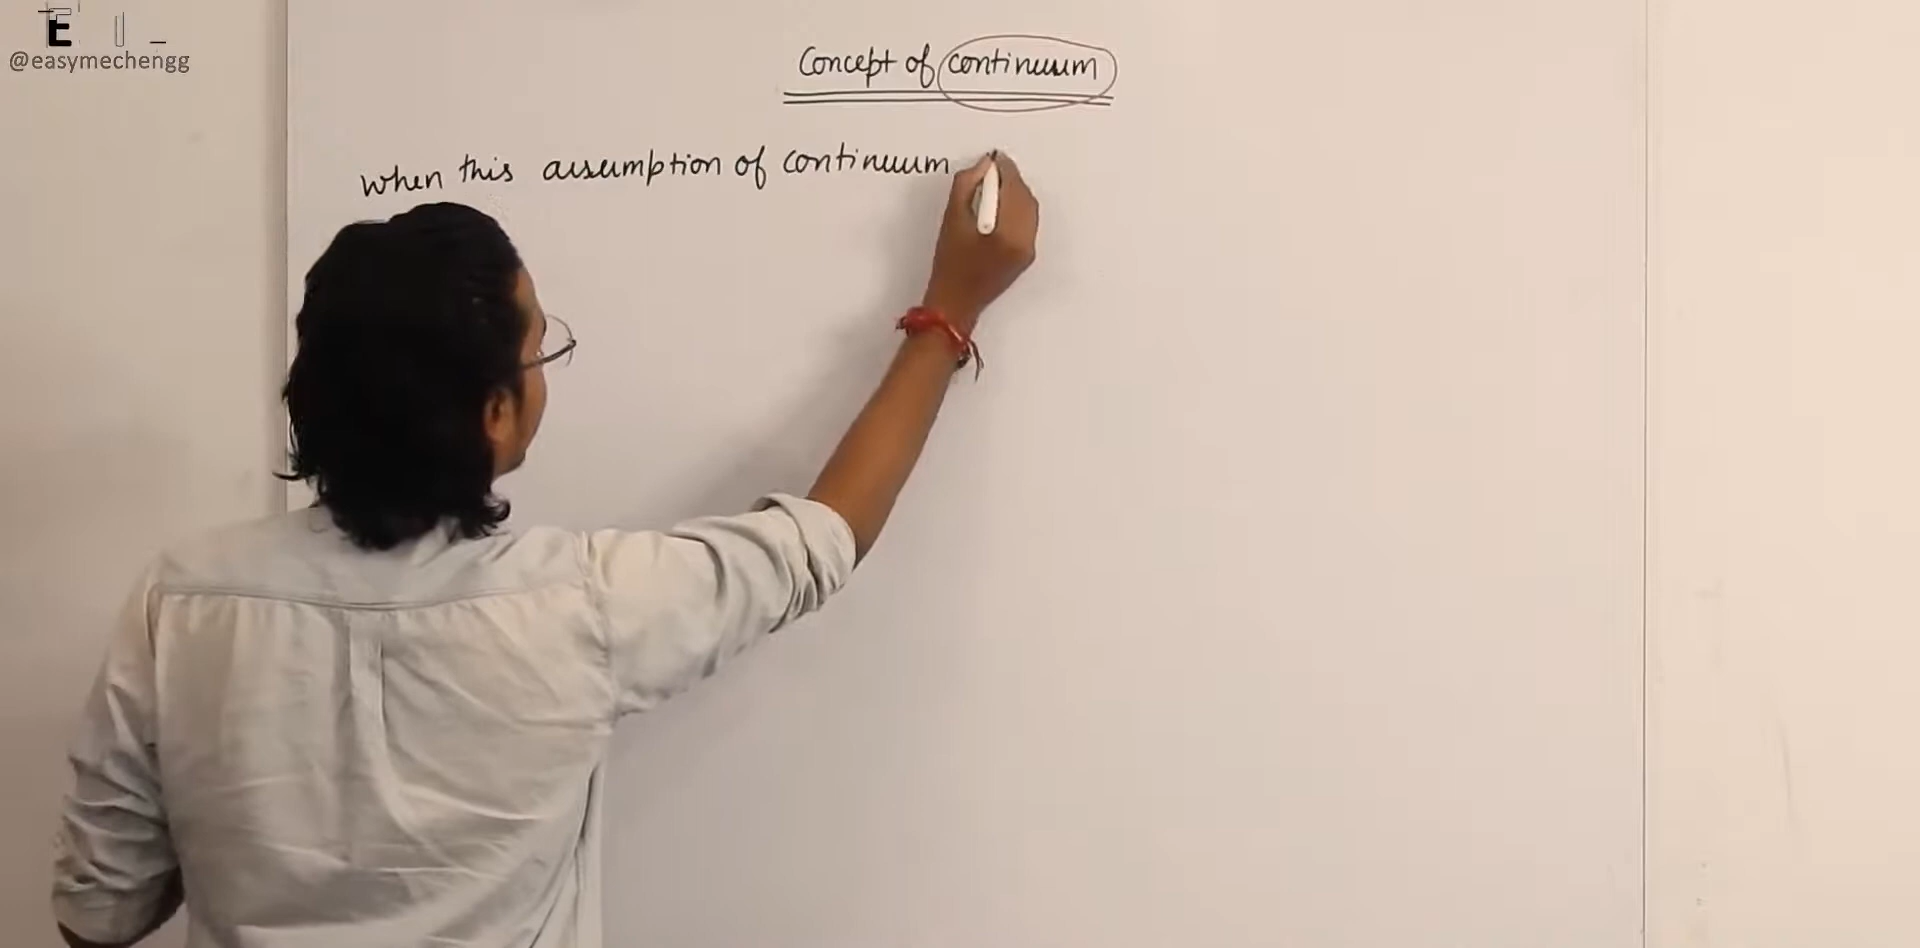 E
@easymechengg
Concept of continuum
when this assumption of continuum